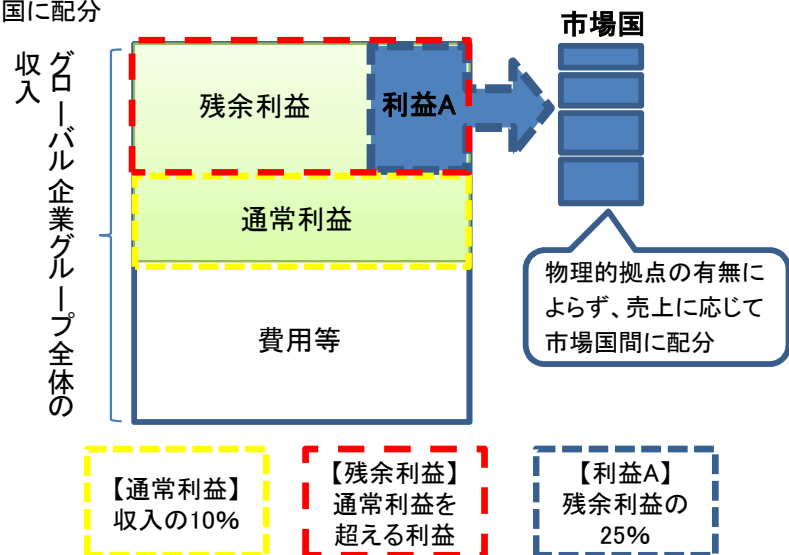 国に配分
市場国
グローバル企業グループ全体の
収入
残余利益
利益A
通常利益
費用等
物理的拠点の有無に
よらず、売上に応じて
市場国間に配分
【通常利益】
収入の10%
【残余利益】
通常利益を
超える利益
【利益A】
残余利益の
25%